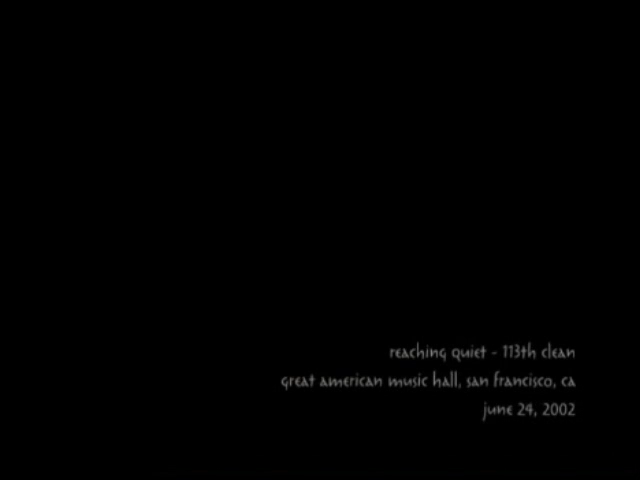 reaching quiet - 113th clean
great american music hall, san francisco, ca
june 24, 2002